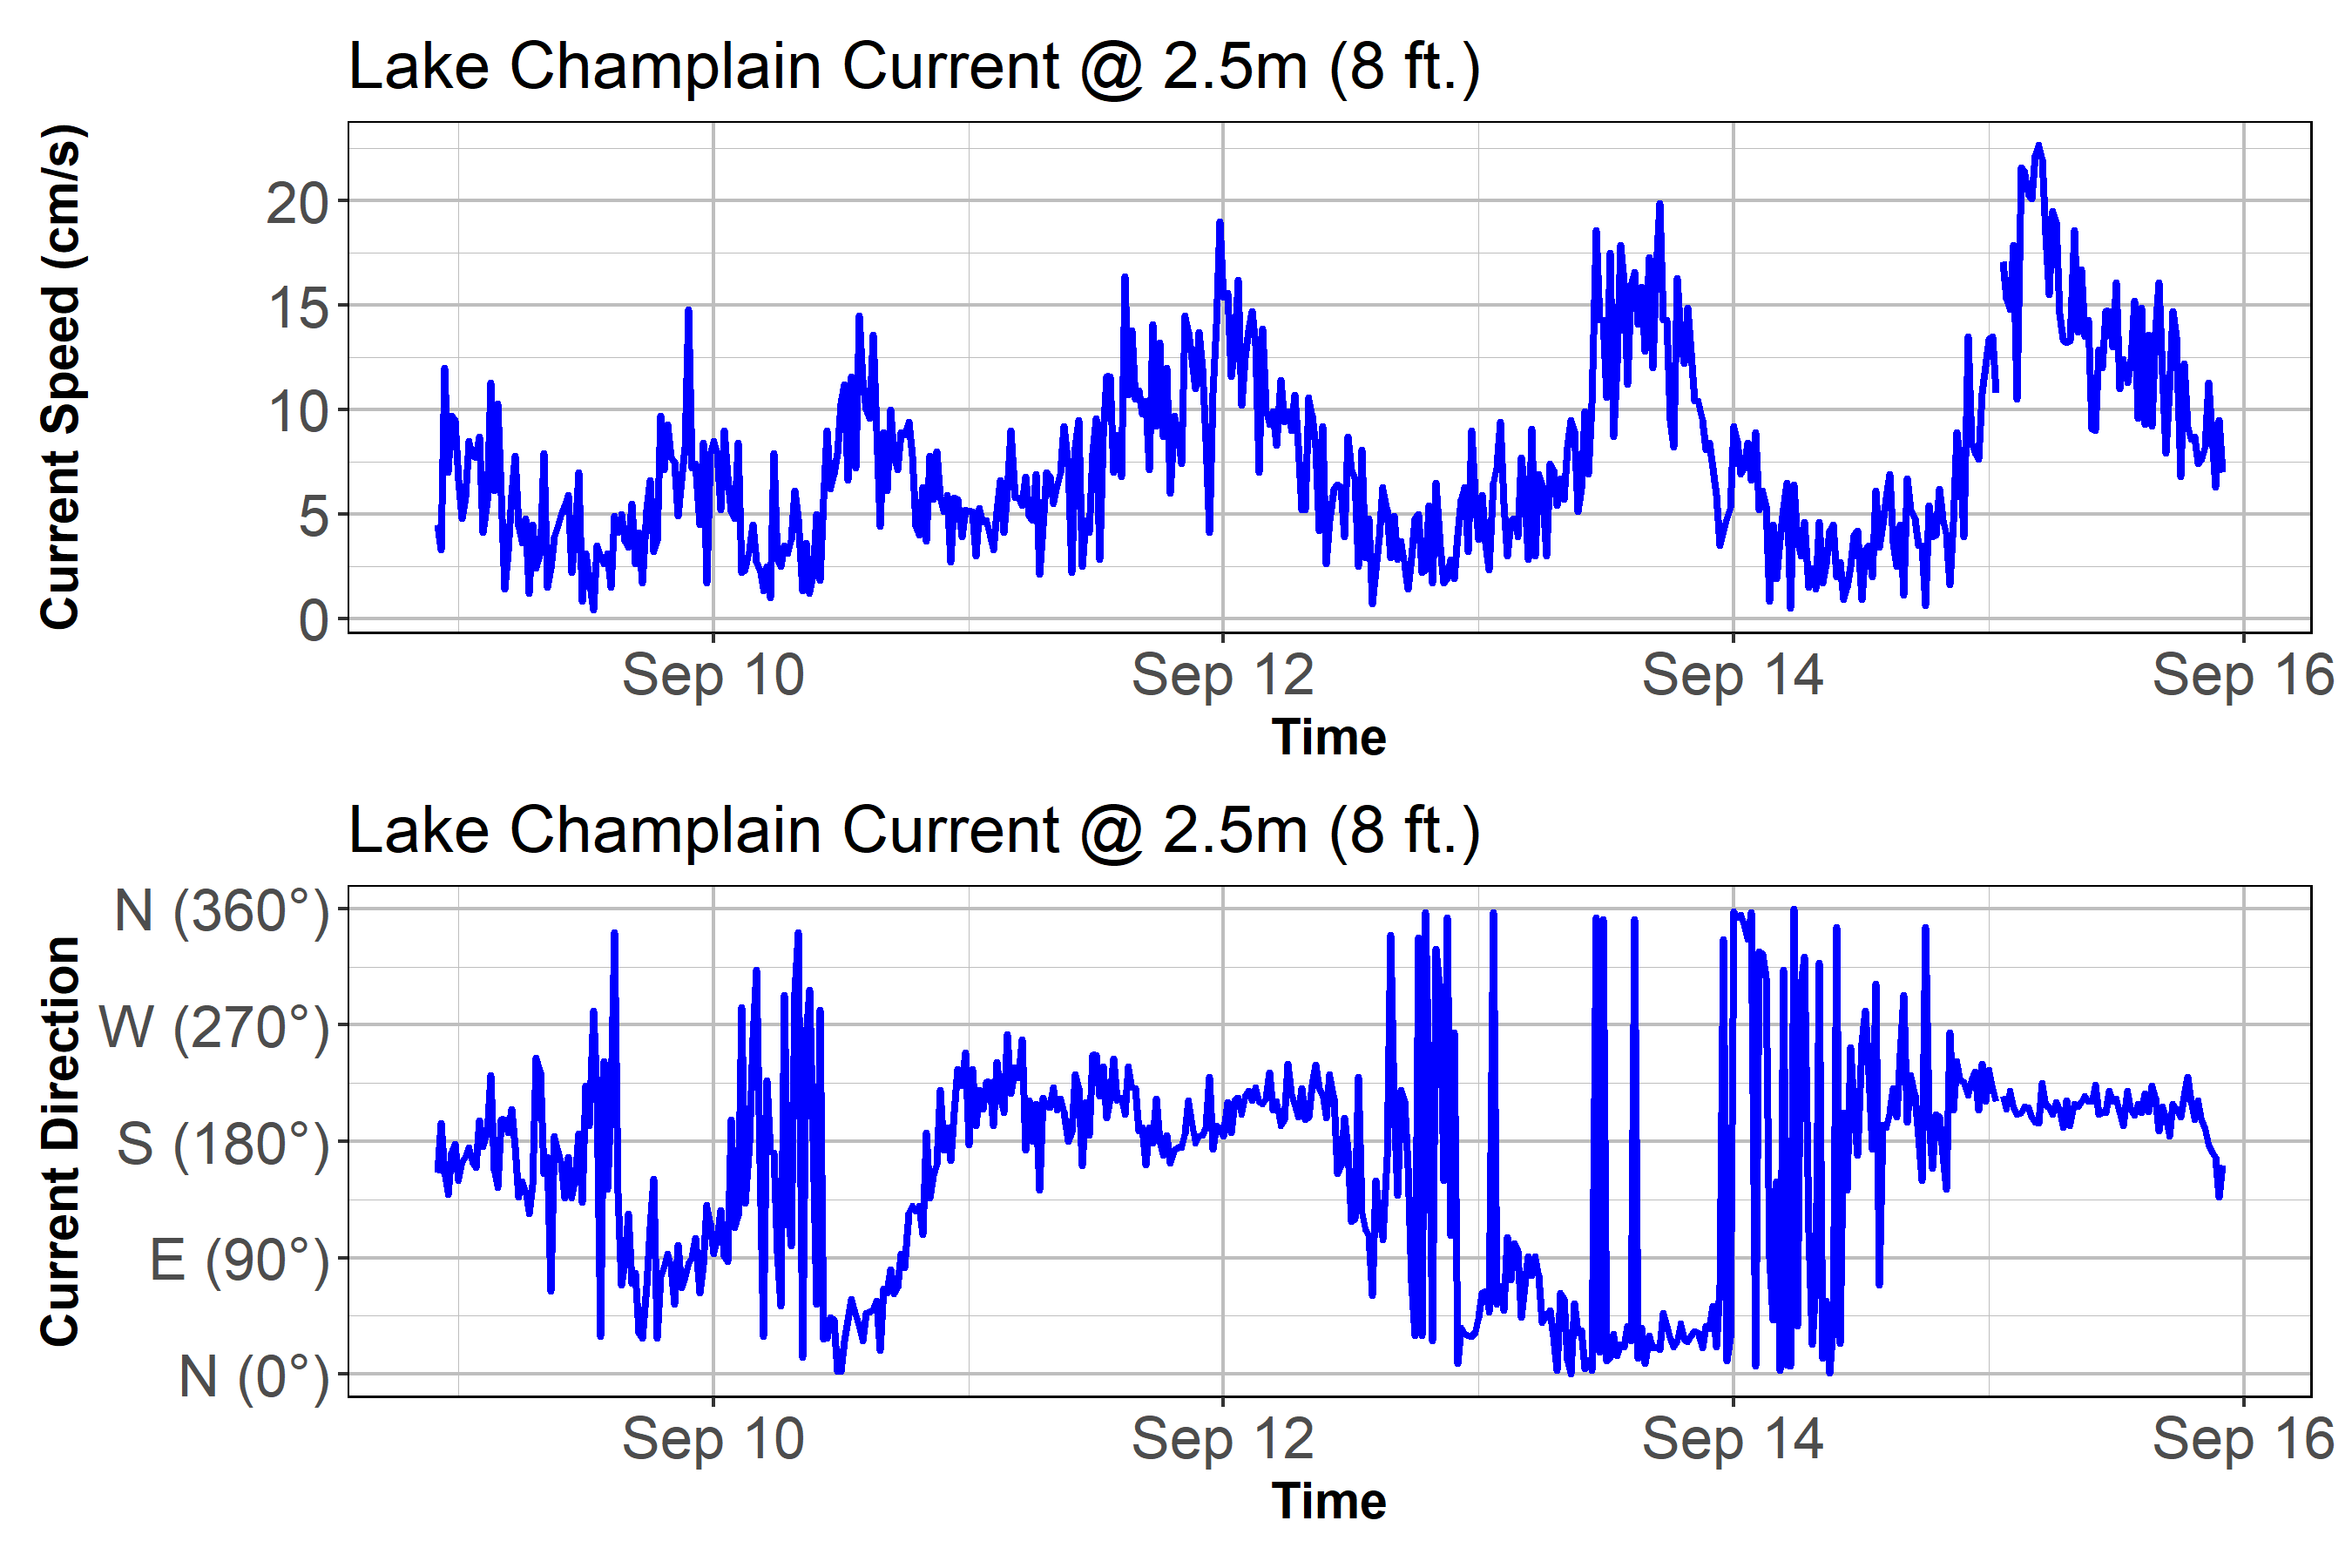 Lake Champlain Current @ 2.5m (8 ft.)
Current Speed (cm/s)
20
15
10
5
0
Sep 10 Sep 12 Sep 14 Sep 16
Time
Lake Champlain Current @ 2.5m (8 ft.)
Current Direction
N (360°)
W (270°)
S (180°)
E (90°)
N (0°)
Sep 10 Sep 12 Sep 14 Sep 16
Time